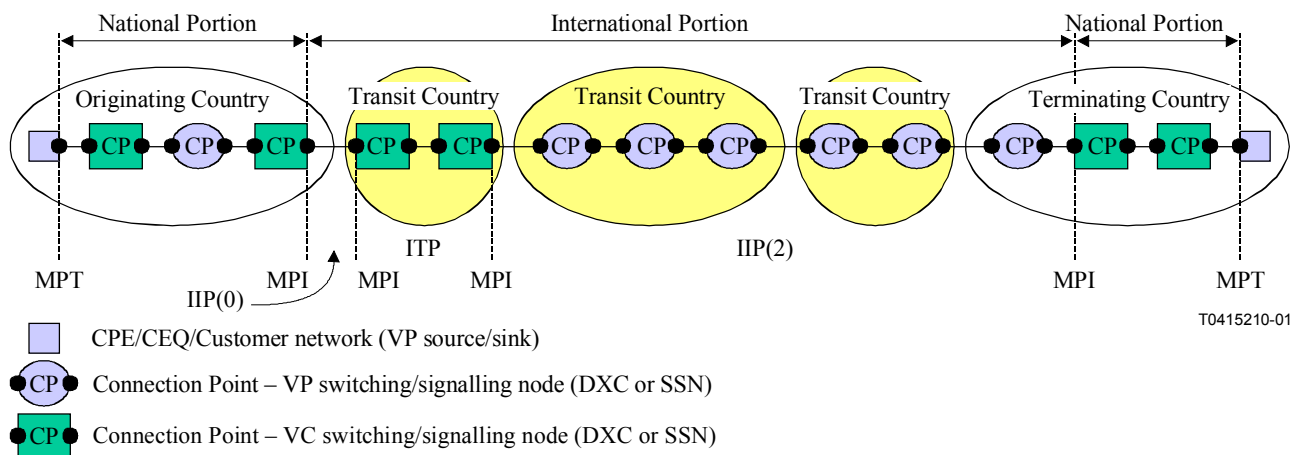 National Portion
International Portion
National Portion
Originating Country
Transit Country
Transit Country
Transit Country
Terminating Country
CP CP CP CP CP CP CP CP CP CP CP CP CP
ITP
IIP(2)
MPT
MPI
MPI
MPI
MPI
MPT
IIP(0)
T0415210-01
CPE/CEQ/Customer network (VP source/sink)
CP Connection Point – VP switching/signalling node (DXC or SSN)
CP Connection Point – VC switching/signalling node (DXC or SSN)